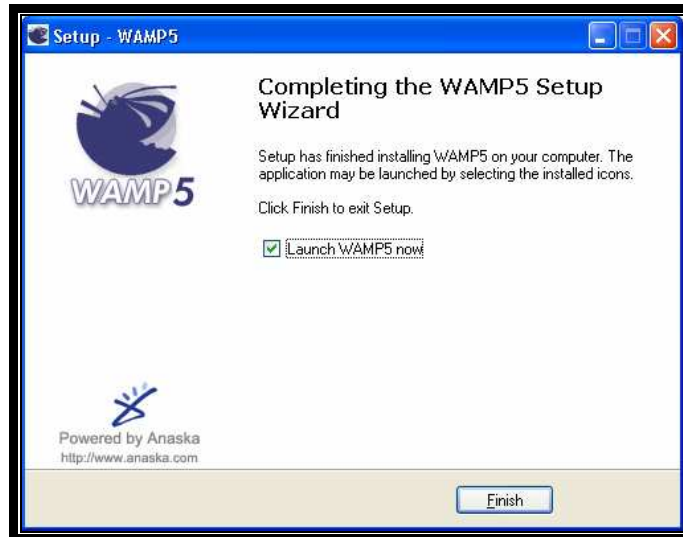 Setup - WAMP5
Completing the WAMP5 Setup
Wizard
Setup has finished installing WAMP5 on your computer. The
application may be launched by selecting the installed icons.
Click Finish to exit Setup.
Launch WAMP5 now
WAMP5
Powered by Anaska
http://www.anaska.com
Finish